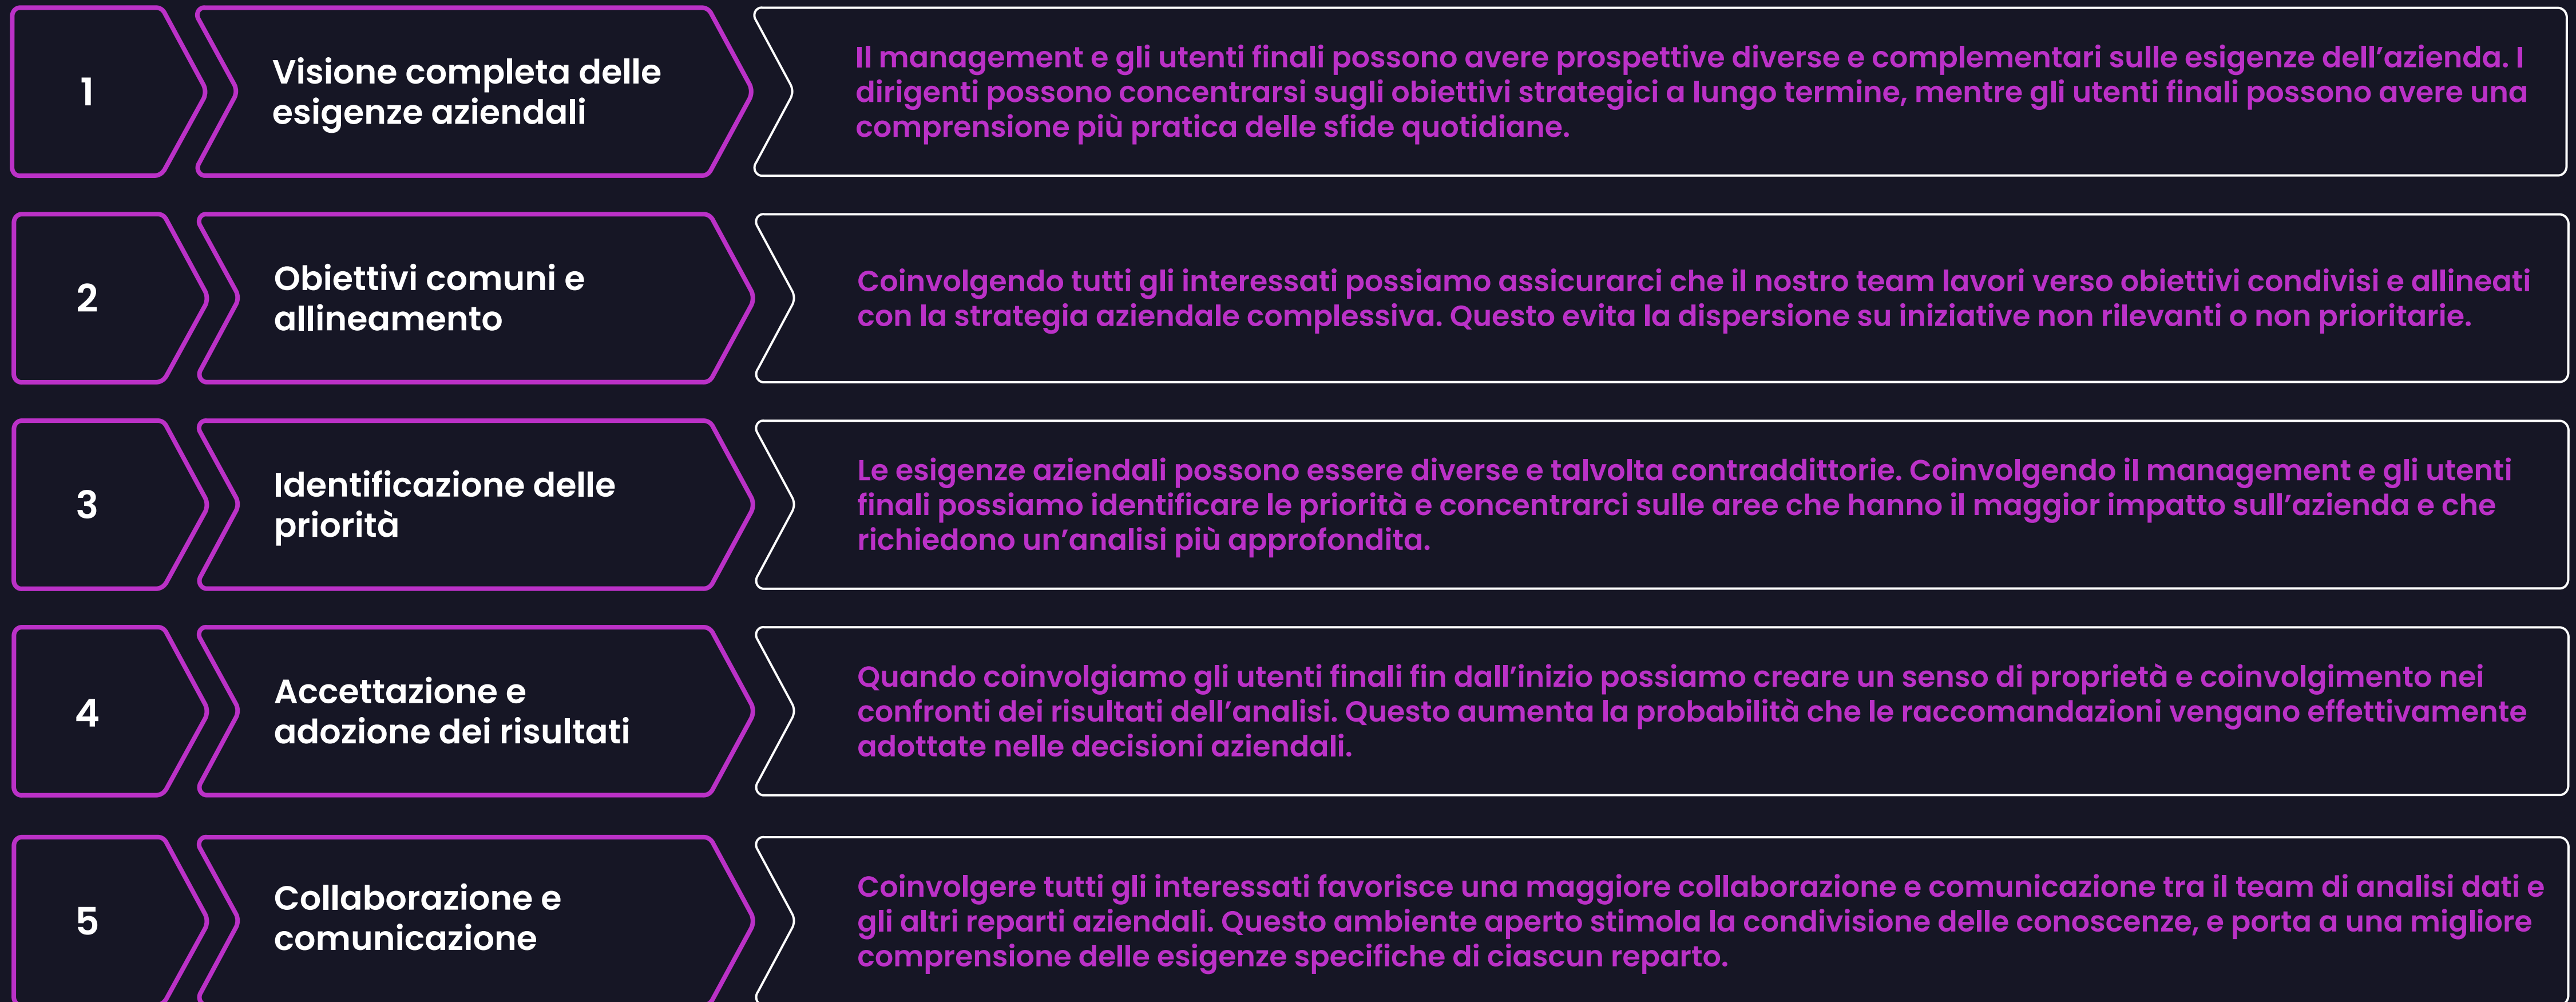 1
Visione completa delle
esigenze aziendali
Il management e gli utenti finali possono avere prospettive diverse e complementari sulle esigenze dell’azienda. I
dirigenti possono concentrarsi sugli obiettivi strategici a lungo termine, mentre gli utenti finali possono avere una
comprensione più pratica delle sfide quotidiane.
2
Obiettivi comuni e
allineamento
Coinvolgendo tutti gli interessati possiamo assicurarci che il nostro team lavori verso obiettivi condivisi e allineati
con la strategia aziendale complessiva. Questo evita la dispersione su iniziative non rilevanti o non prioritarie.
3
Identificazione delle
priorità
Le esigenze aziendali possono essere diverse e talvolta contraddittorie. Coinvolgendo il management e gli utenti
finali possiamo identificare le priorità e concentrarci sulle aree che hanno il maggior impatto sull’azienda e che
richiedono un’analisi più approfondita.
4
Accettazione e
adozione dei risultati
Quando coinvolgiamo gli utenti finali fin dall’inizio possiamo creare un senso di proprietà e coinvolgimento nei
confronti dei risultati dell’analisi. Questo aumenta la probabilità che le raccomandazioni vengano effettivamente
adottate nelle decisioni aziendali.
5
Collaborazione e
comunicazione
Coinvolgere tutti gli interessati favorisce una maggiore collaborazione e comunicazione tra il team di analisi dati e
gli altri reparti aziendali. Questo ambiente aperto stimola la condivisione delle conoscenze, e porta a una migliore
comprensione delle esigenze specifiche di ciascun reparto.